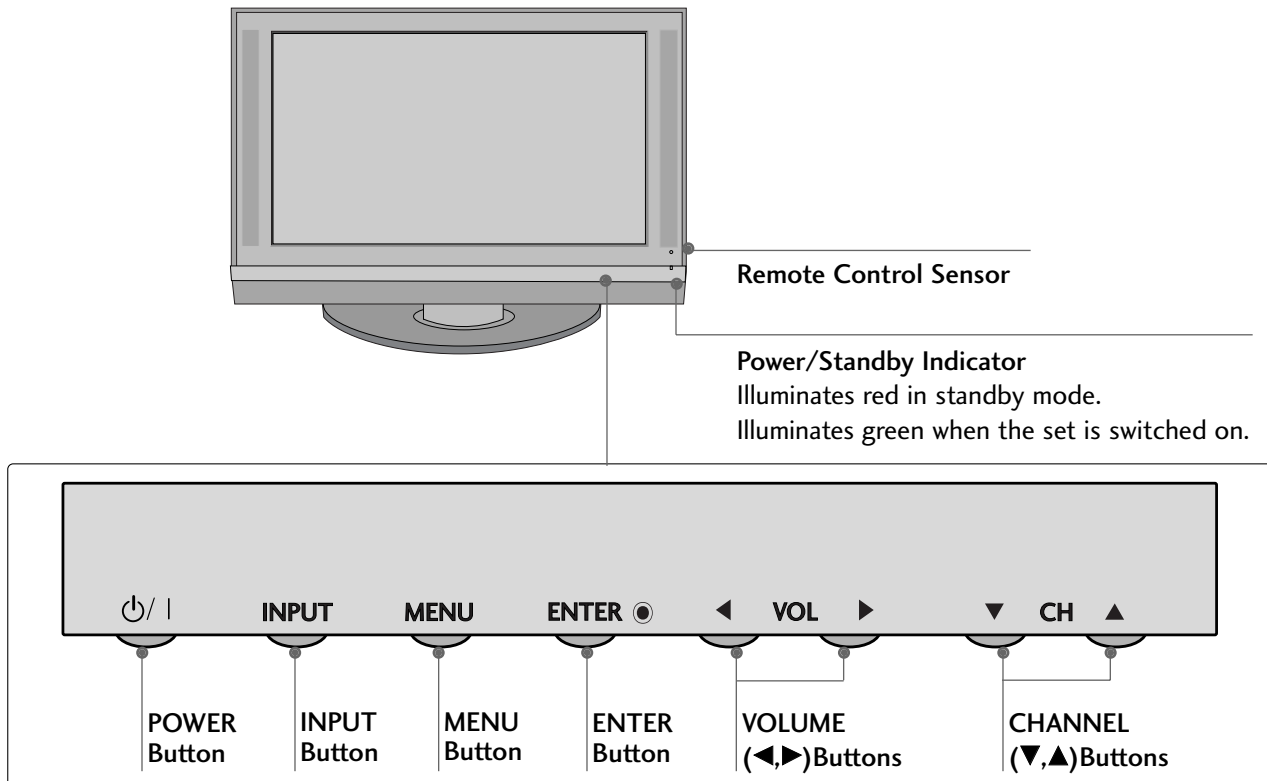 Remote Control Sensor
Power/Standby Indicator
Illuminates red in standby mode.
Illuminates green when the set is switched on.
⏻/ I INPUT MENU ENTER ◉ ◀ VOL ▶ ▼ CH ▲
POWER
Button
INPUT
Button
MENU
Button
ENTER
Button
VOLUME
(◀,▶)Buttons
CHANNEL
(▼,▲)Buttons